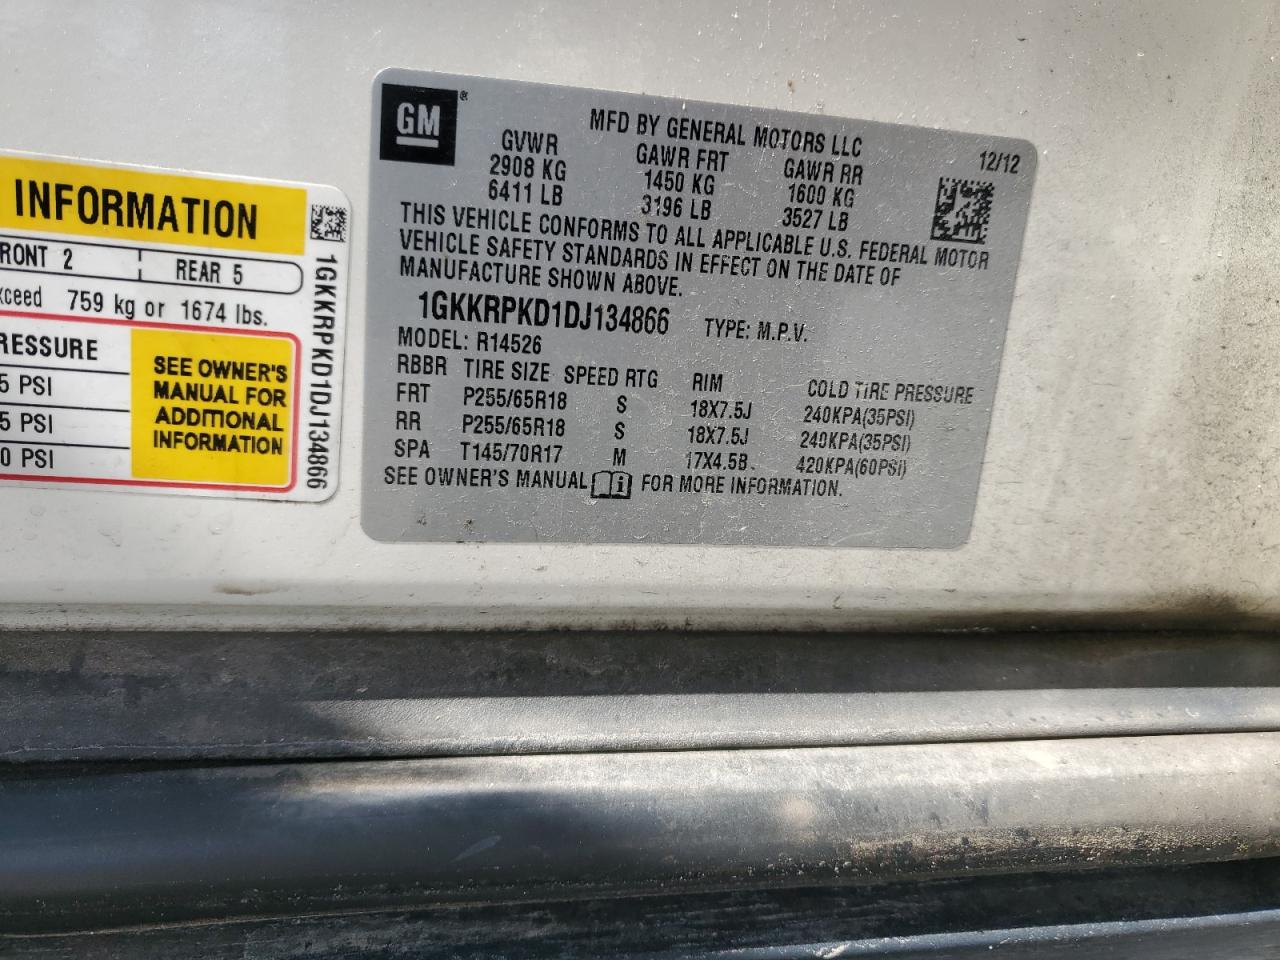 GM®
MFD BY GENERAL MOTORS LLC
12/12
GVWR GAWR FRT GAWR RR
2908 KG 1450 KG 1600 KG
6411 LB 3196 LB 3527 LB
THIS VEHICLE CONFORMS TO ALL APPLICABLE U.S. FEDERAL MOTOR
VEHICLE SAFETY STANDARDS IN EFFECT ON THE DATE OF
MANUFACTURE SHOWN ABOVE.
1GKKRPKD1DJ134866 TYPE: M.P.V.
MODEL: R14526
RBBR TIRE SIZE SPEED RTG RIM COLD TIRE PRESSURE
FRT P255/65R18 S 18X7.5J 240KPA(35PSI)
RR P255/65R18 S 18X7.5J 240KPA(35PSI)
SPA T145/70R17 M 17X4.5B 420KPA(60PSI)
SEE OWNER'S MANUAL FOR MORE INFORMATION.
INFORMATION
RONT 2 REAR 5
xceed 759 kg or 1674 lbs.
RESSURE
5 PSI
5 PSI
0 PSI
SEE OWNER'S
MANUAL FOR
ADDITIONAL
INFORMATION
1GKKRPKD1DJ134866